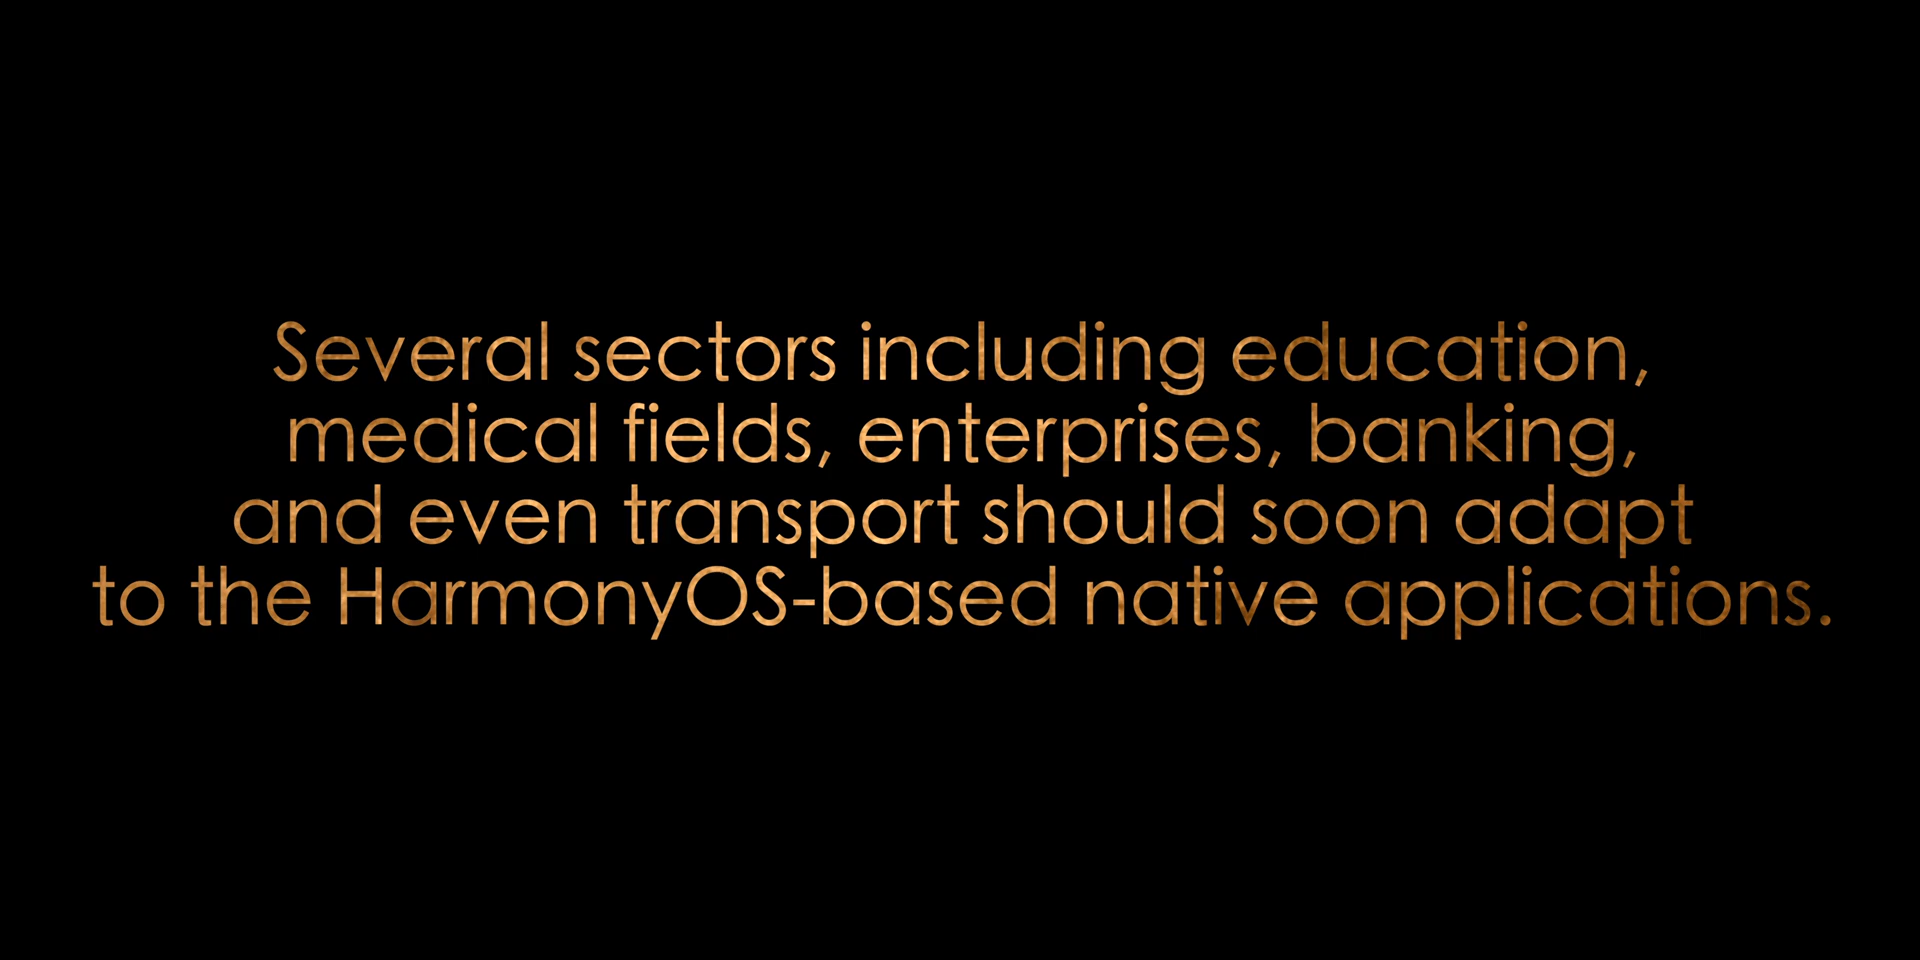 Several sectors including education,
medical fields, enterprises, banking,
and even transport should soon adapt
to the HarmonyOS-based native applications.